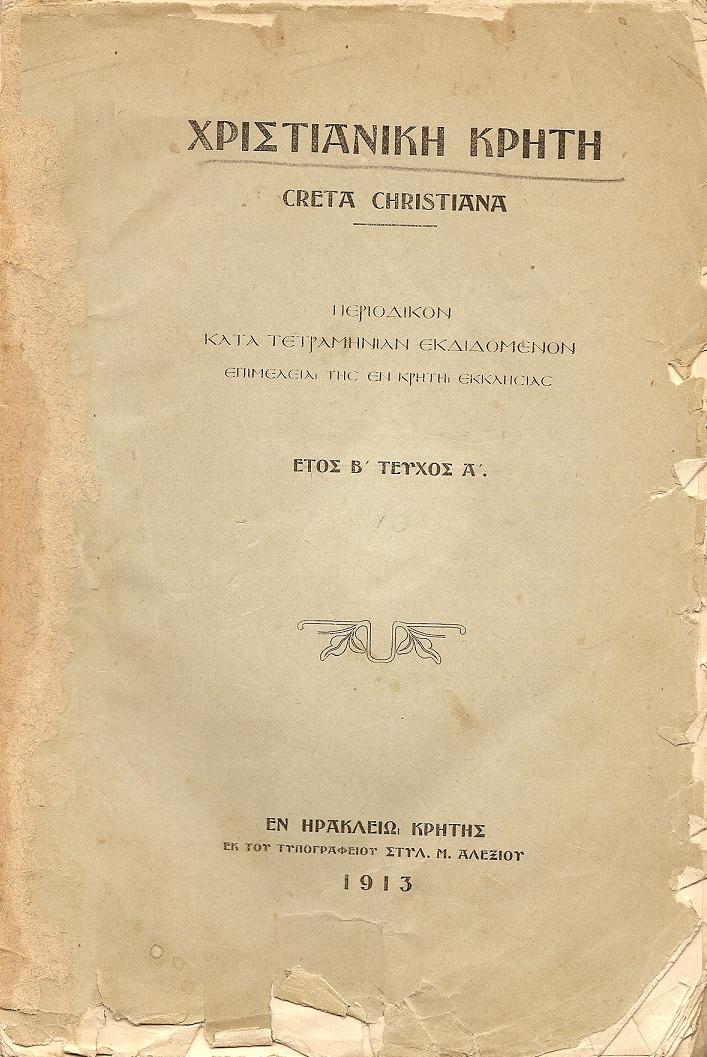 ΧΡΙΣΤΙΑΝΙΚΗ ΚΡΗΤΗ
CRETA CHRISTIANA
ΠΕΡΙΟΔΙΚΟΝ
ΚΑΤΑ ΤΕΤΡΑΜΗΝΙΑΝ ΕΚΔΙΔΟΜΕΝΟΝ
ΕΠΙΜΕΛΕΙΑΙ ΤΗϹ ΕΝ ΚΡΗΤΗΙ ΕΚΚΛΗϹΙΑϹ
ΕΤΟΣ Β΄ ΤΕΥΧΟΣ Α΄.
ΕΝ ΗΡΑΚΛΕΙΩΙ ΚΡΗΤΗΣ
ΕΚ ΤΟΥ ΤΥΠΟΓΡΑΦΕΙΟΥ ΣΤΥΛ. Μ. ΑΛΕΞΙΟΥ
1913